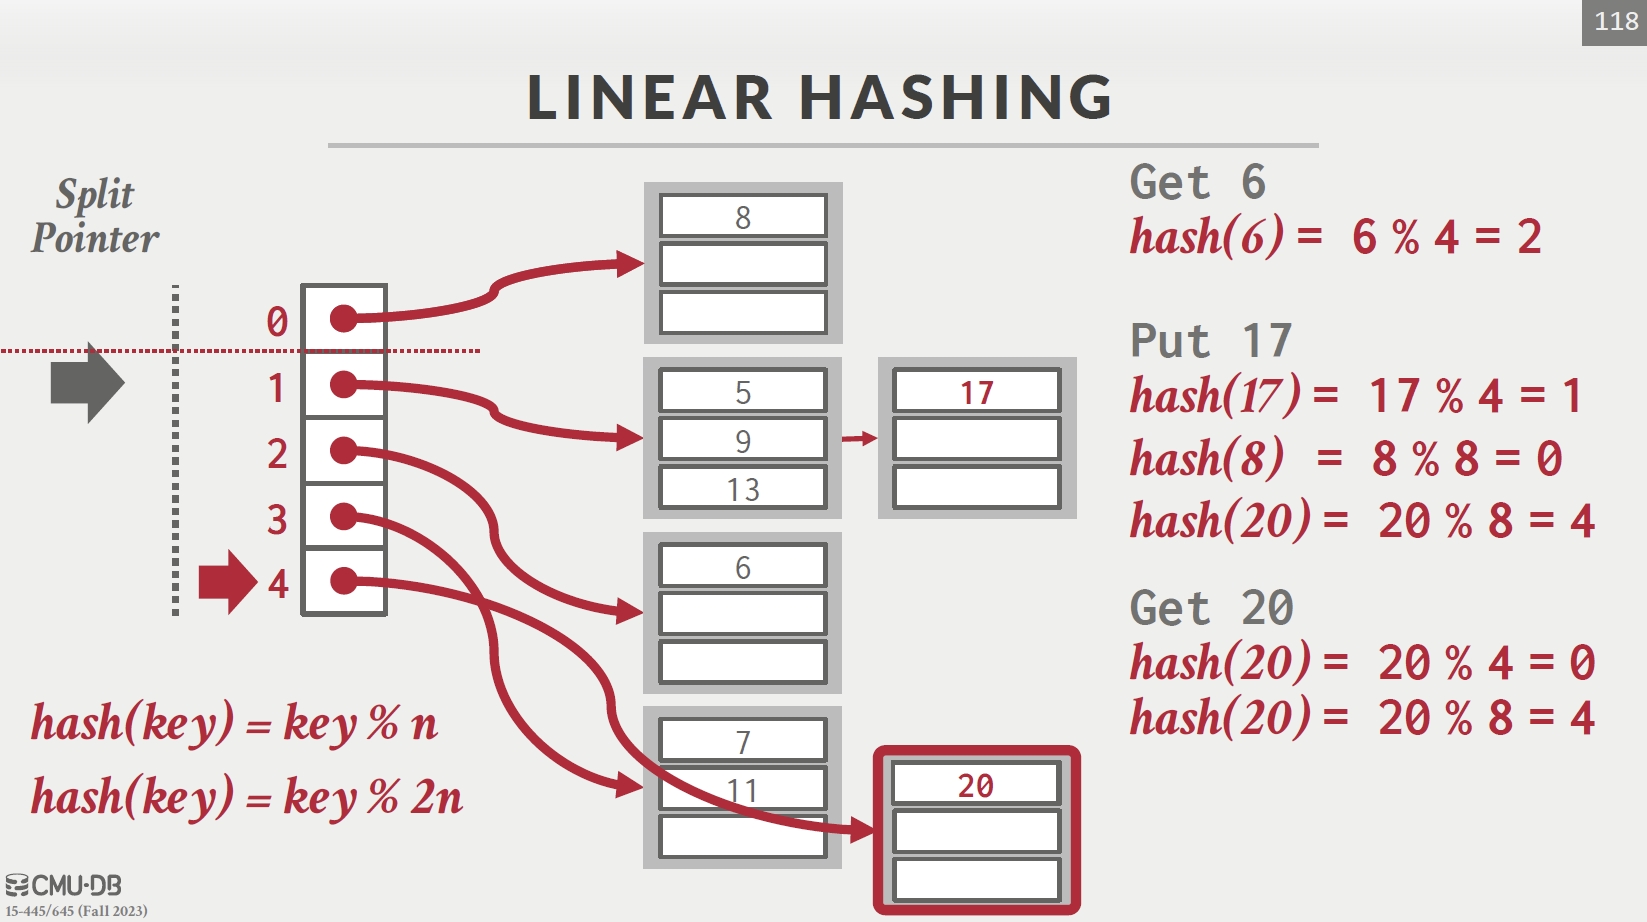 118
LINEAR HASHING
Split
Pointer
0
1
2
3
4
8
5
9
13
17
6
7
11
20
hash(key) = key % n
hash(key) = key % 2n
Get 6
hash(6) = 6 % 4 = 2
Put 17
hash(17) = 17 % 4 = 1
hash(8) = 8 % 8 = 0
hash(20) = 20 % 8 = 4
Get 20
hash(20) = 20 % 4 = 0
hash(20) = 20 % 8 = 4
CMU·DB
15-445/645 (Fall 2023)